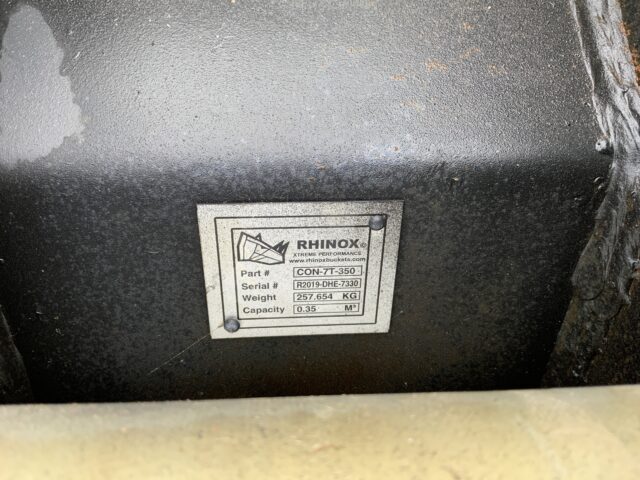 RHINOX®
XTREME PERFORMANCE
www.rhinoxbuckets.com
Part # CON-7T-350
Serial # R2019-DHE-7330
Weight 257.654 KG
Capacity 0.35 M³